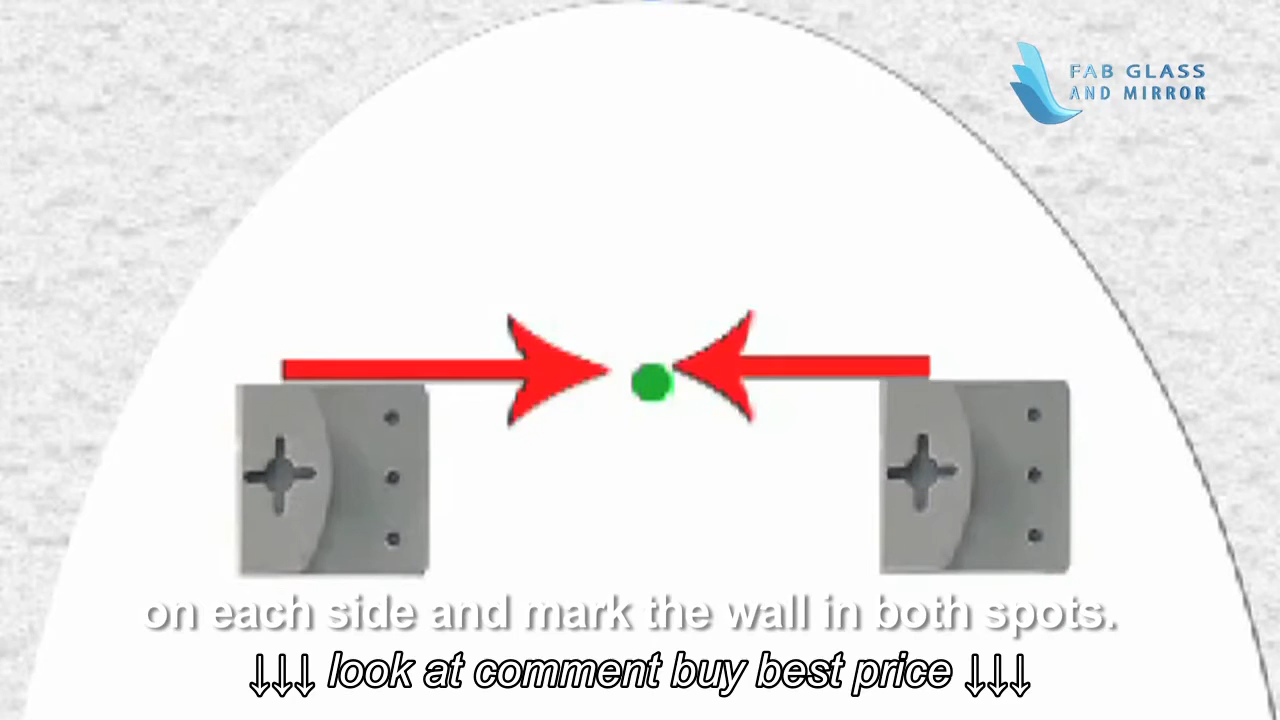 FAB GLASS
AND MIRROR
on each side and mark the wall in both spots.
↓↓↓ look at comment buy best price ↓↓↓